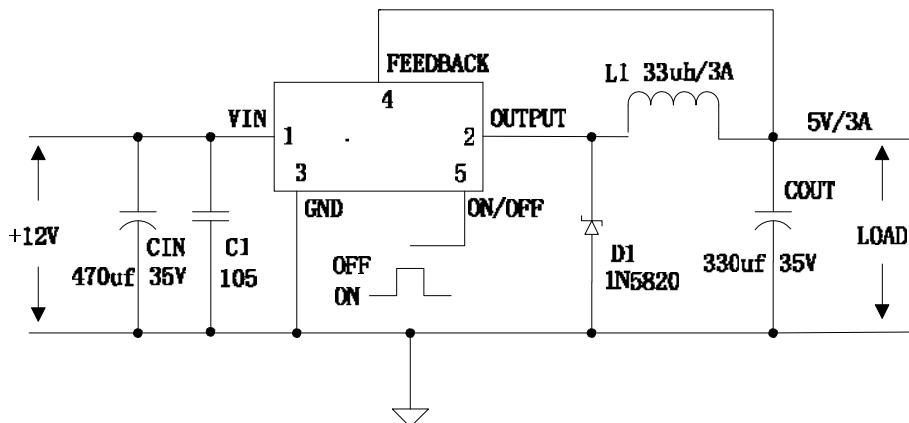 FEEDBACK
L1 33uh/3A
4
VIN
OUTPUT
5V/3A
1
2
3
5
GND
ON/OFF
COUT
+12V
CIN
C1
470uf 35V
105
OFF
ON
D1
1N5820
330uf 35V
LOAD